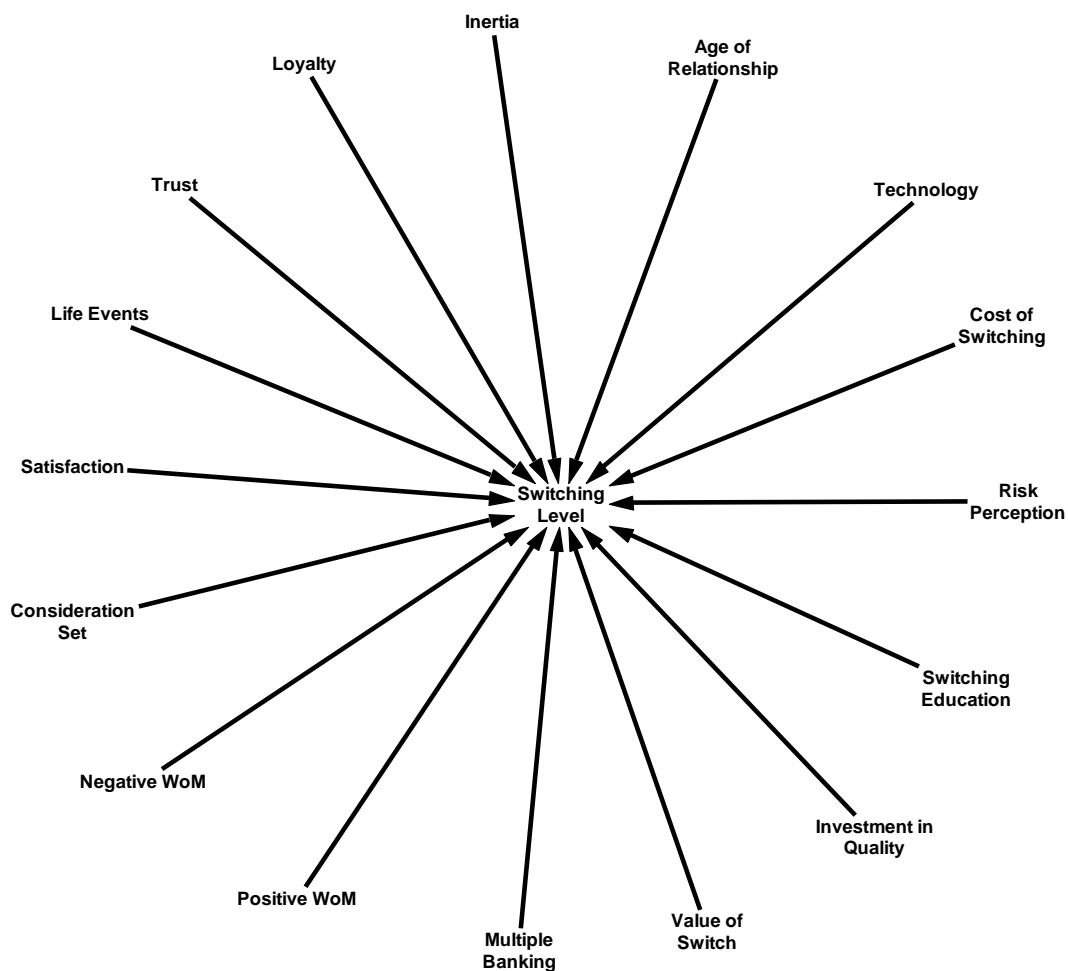 Inertia
Age of
Relationship
Loyalty
Trust
Technology
Life Events
Cost of
Switching
Satisfaction
Switching
Level
Risk
Perception
Consideration
Set
Switching
Education
Negative WoM
Investment in
Quality
Positive WoM
Value of
Switch
Multiple
Banking